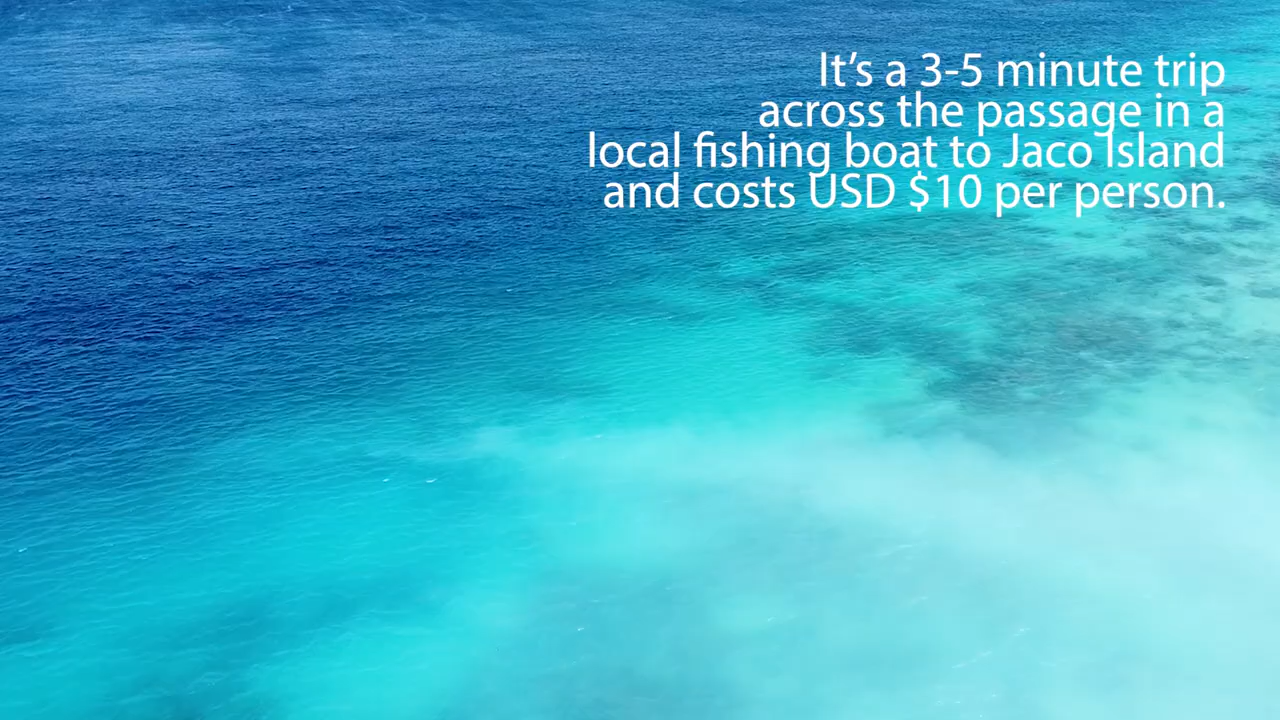 It’s a 3-5 minute trip
across the passage in a
local fishing boat to Jaco Island
and costs USD $10 per person.